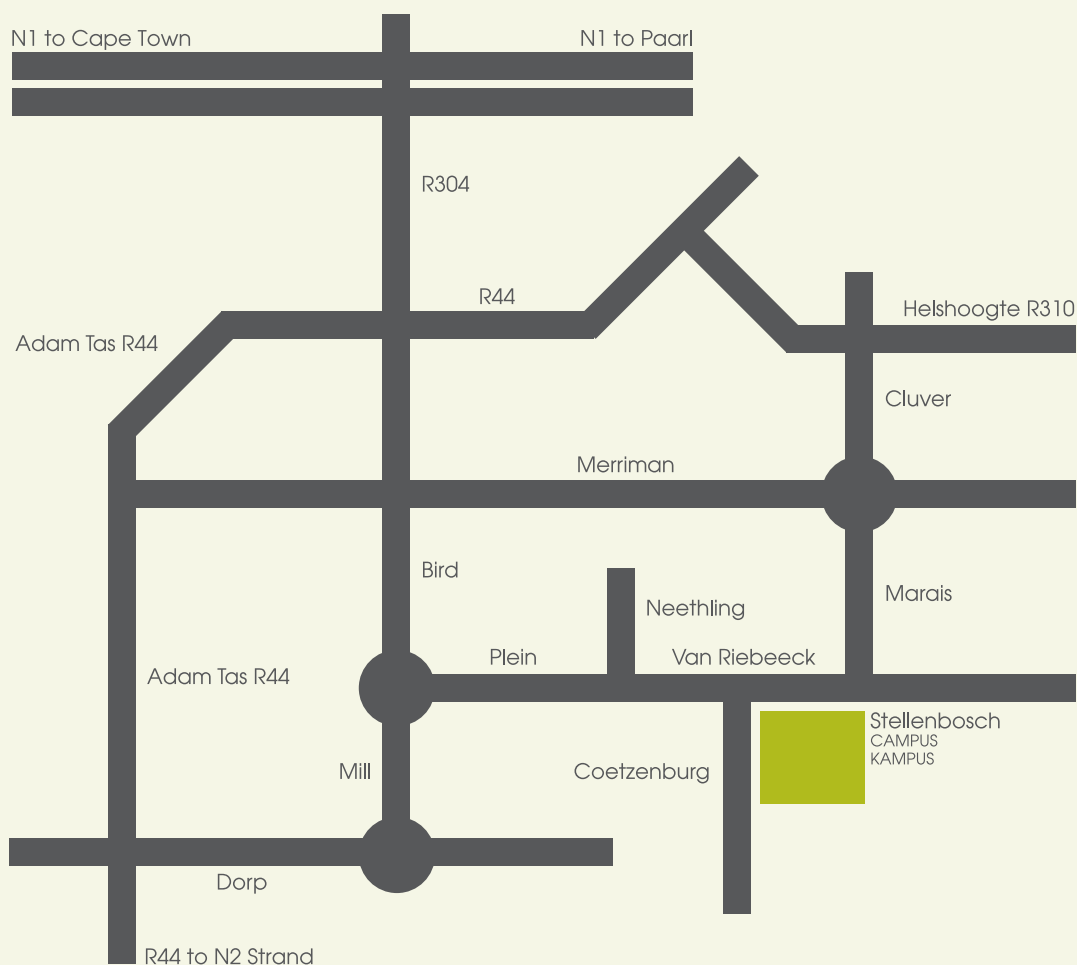 N1 to Cape Town
N1 to Paarl
R304
R44
Helshoogte R310
Adam Tas R44
Cluver
Merriman
Bird
Marais
Neethling
Plein
Van Riebeeck
Adam Tas R44
Stellenbosch
CAMPUS
KAMPUS
Mill
Coetzenburg
Dorp
R44 to N2 Strand